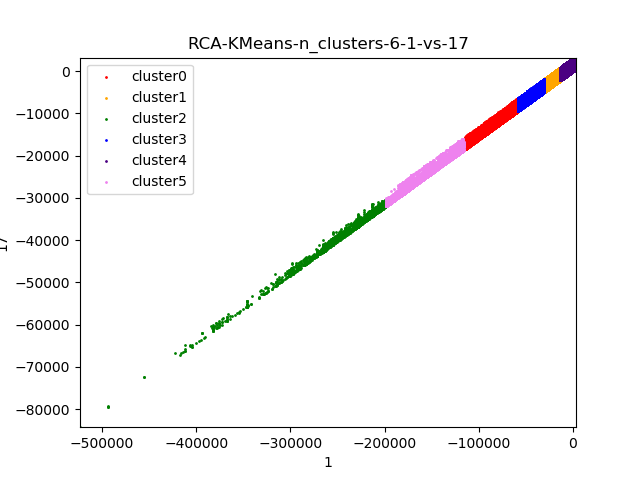 RCA-KMeans-n_clusters-6-1-vs-17
cluster0
cluster1
cluster2
cluster3
cluster4
cluster5
0
−10000
−20000
−30000
−40000
−50000
−60000
−70000
−80000
17
−500000
−400000
−300000
−200000
−100000
0
1